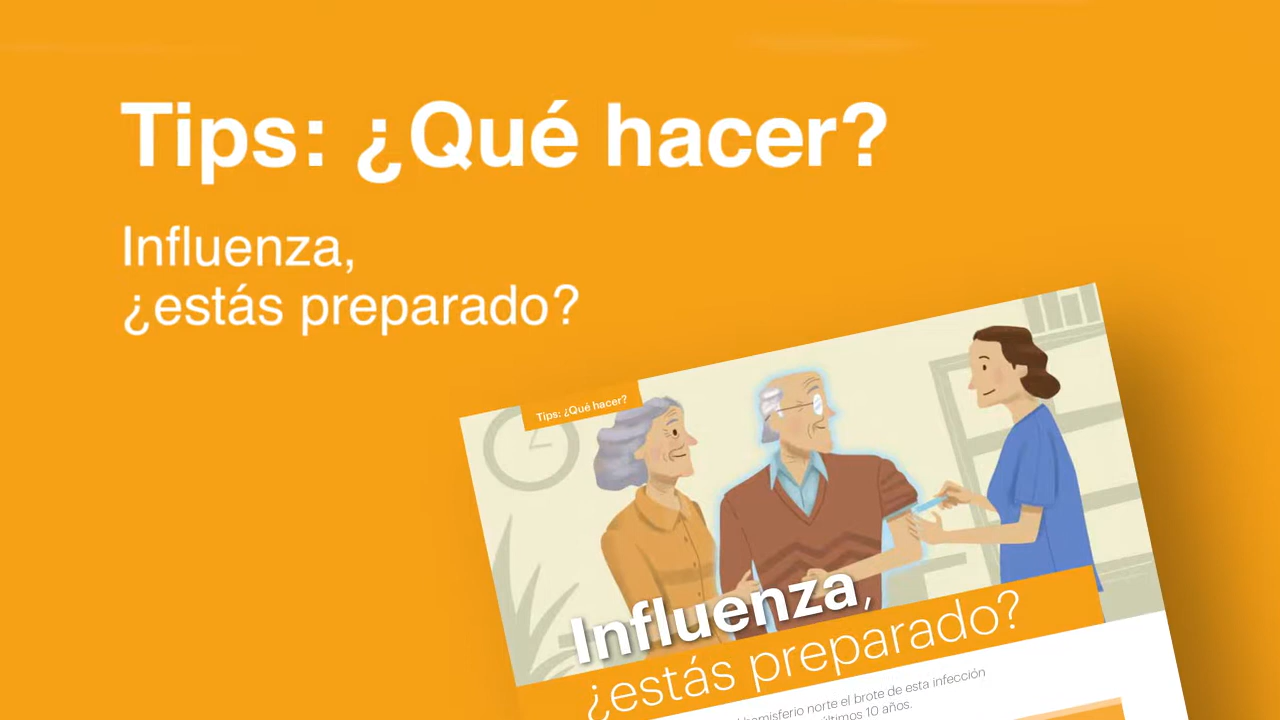 Tips: ¿Qué hacer?
Influenza,
¿estás preparado?
Tips: ¿Qué hacer?
Influenza,
¿estás preparado?
hemisferio norte el brote de esta infección
últimos 10 años.